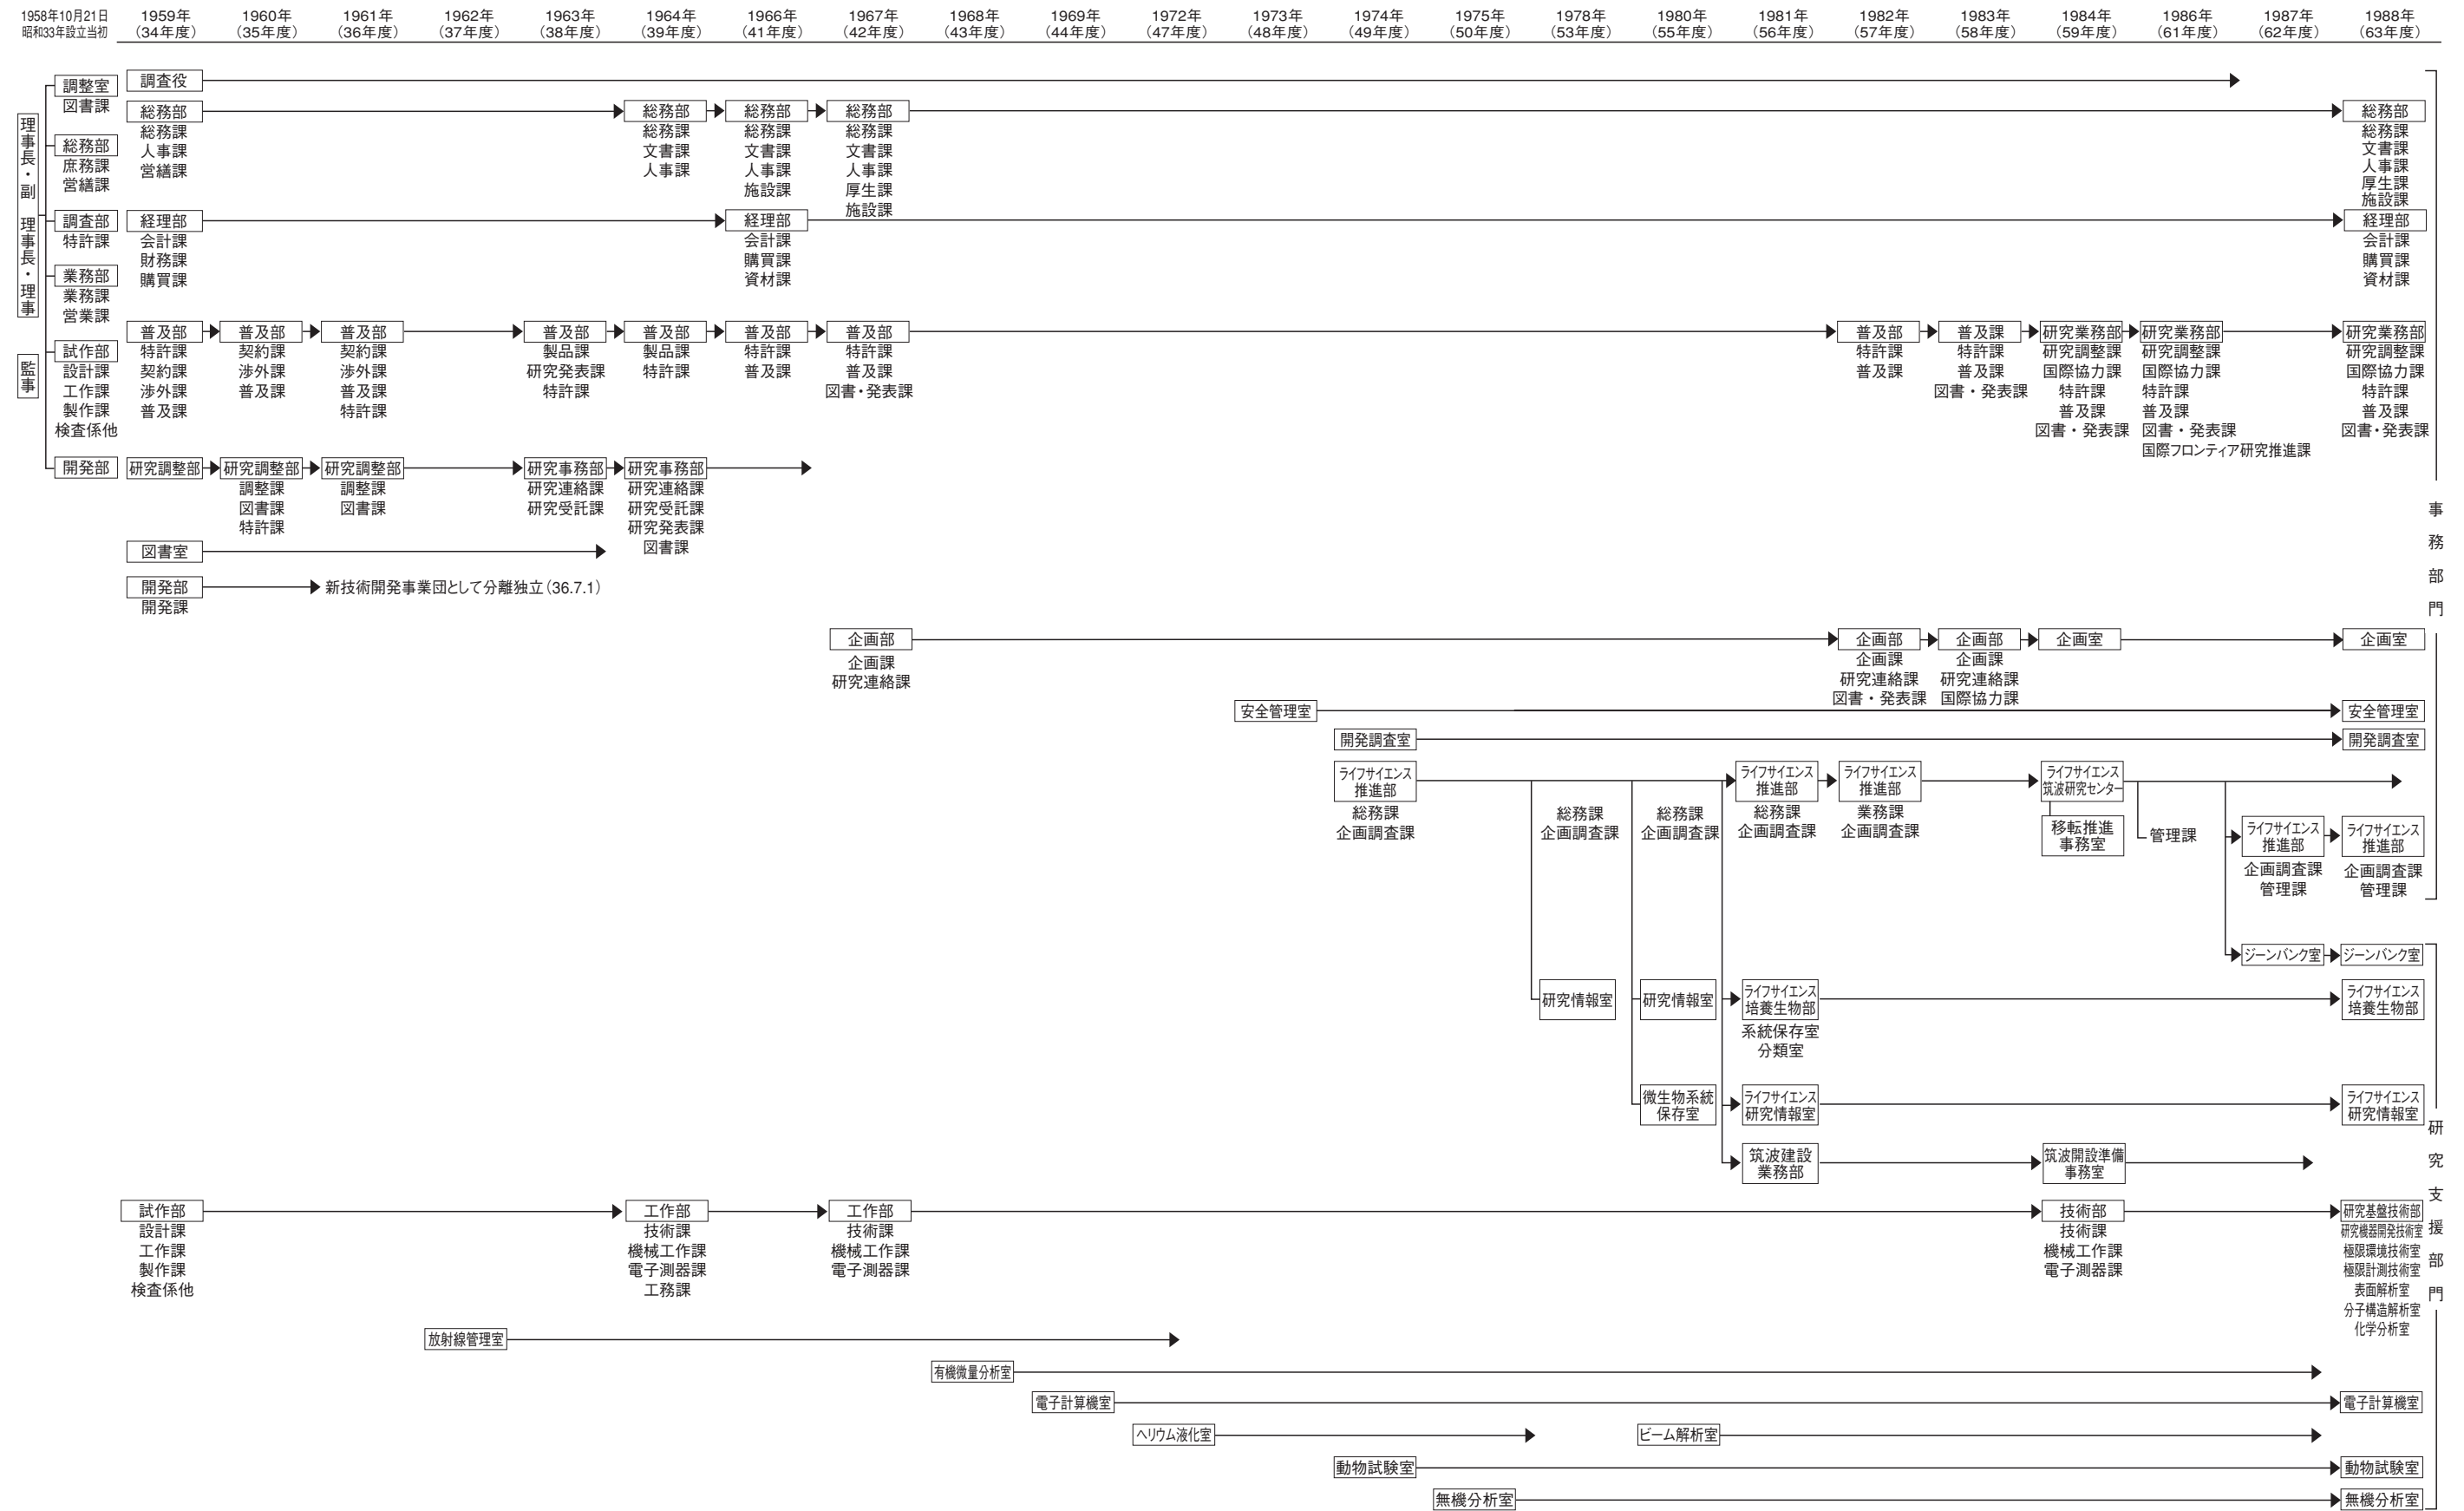 1958年10月21日
昭和33年設立当初
1959年
（34年度）
1960年
（35年度）
1961年
（36年度）
1962年
（37年度）
1963年
（38年度）
1964年
（39年度）
1966年
（41年度）
1967年
（42年度）
1968年
（43年度）
1969年
（44年度）
1972年
（47年度）
1973年
（48年度）
1974年
（49年度）
1975年
（50年度）
1978年
（53年度）
1980年
（55年度）
1981年
（56年度）
1982年
（57年度）
1983年
（58年度）
1984年
（59年度）
1986年
（61年度）
1987年
（62年度）
1988年
（63年度）
理事長・副理事長・理事
監事
調整室
図書課
総務部
庶務課
営繕課
調査部
特許課
業務部
業務課
営業課
試作部
設計課
工作課
製作課
検査係他
開発部
調査役
総務部
総務課
人事課
営繕課
総務部
総務課
文書課
人事課
総務部
総務課
文書課
人事課
施設課
総務部
総務課
文書課
人事課
厚生課
施設課
総務部
総務課
文書課
人事課
厚生課
施設課
経理部
会計課
財務課
購買課
経理部
会計課
購買課
資材課
経理部
会計課
購買課
資材課
普及部
特許課
契約課
渉外課
普及課
普及部
契約課
渉外課
普及課
普及部
契約課
渉外課
普及課
特許課
普及部
製品課
研究発表課
特許課
普及部
製品課
特許課
普及部
特許課
普及課
普及部
特許課
普及課
図書・発表課
普及部
特許課
普及課
普及課
特許課
普及課
図書・発表課
研究業務部
研究調整課
国際協力課
特許課
普及課
図書・発表課
研究業務部
研究調整課
国際協力課
特許課
普及課
図書・発表課
国際フロンティア研究推進課
研究業務部
研究調整課
国際協力課
特許課
普及課
図書・発表課
研究調整部
研究調整部
調整課
図書課
特許課
研究調整部
調整課
図書課
研究事務部
研究連絡課
研究受託課
研究事務部
研究連絡課
研究受託課
研究発表課
図書課
図書室
開発部
開発課
新技術開発事業団として分離独立（36.7.1）
企画部
企画課
研究連絡課
企画部
企画課
研究連絡課
図書・発表課
企画部
企画課
研究連絡課
国際協力課
企画室
企画室
安全管理室
安全管理室
開発調査室
開発調査室
ライフサイエンス
推進部
総務課
企画調査課
総務課
企画調査課
総務課
企画調査課
ライフサイエンス
推進部
総務課
企画調査課
ライフサイエンス
推進部
業務課
企画調査課
ライフサイエンス
筑波研究センター
移転推進
事務室
管理課
ライフサイエンス
推進部
企画調査課
管理課
ライフサイエンス
推進部
企画調査課
管理課
事務部門
ジーンバンク室
ジーンバンク室
研究情報室
研究情報室
ライフサイエンス
培養生物部
系統保存室
分類室
ライフサイエンス
培養生物部
微生物系統
保存室
ライフサイエンス
研究情報室
ライフサイエンス
研究情報室
筑波建設
業務部
筑波開設準備
事務室
試作部
設計課
工作課
製作課
検査係他
工作部
技術課
機械工作課
電子測器課
工務課
工作部
技術課
機械工作課
電子測器課
技術部
技術課
機械工作課
電子測器課
研究基盤技術部
研究機器開発技術室
極限環境技術室
極限計測技術室
表面解析室
分子構造解析室
化学分析室
研究支援部門
放射線管理室
有機微量分析室
電子計算機室
電子計算機室
ヘリウム液化室
ビーム解析室
動物試験室
動物試験室
無機分析室
無機分析室